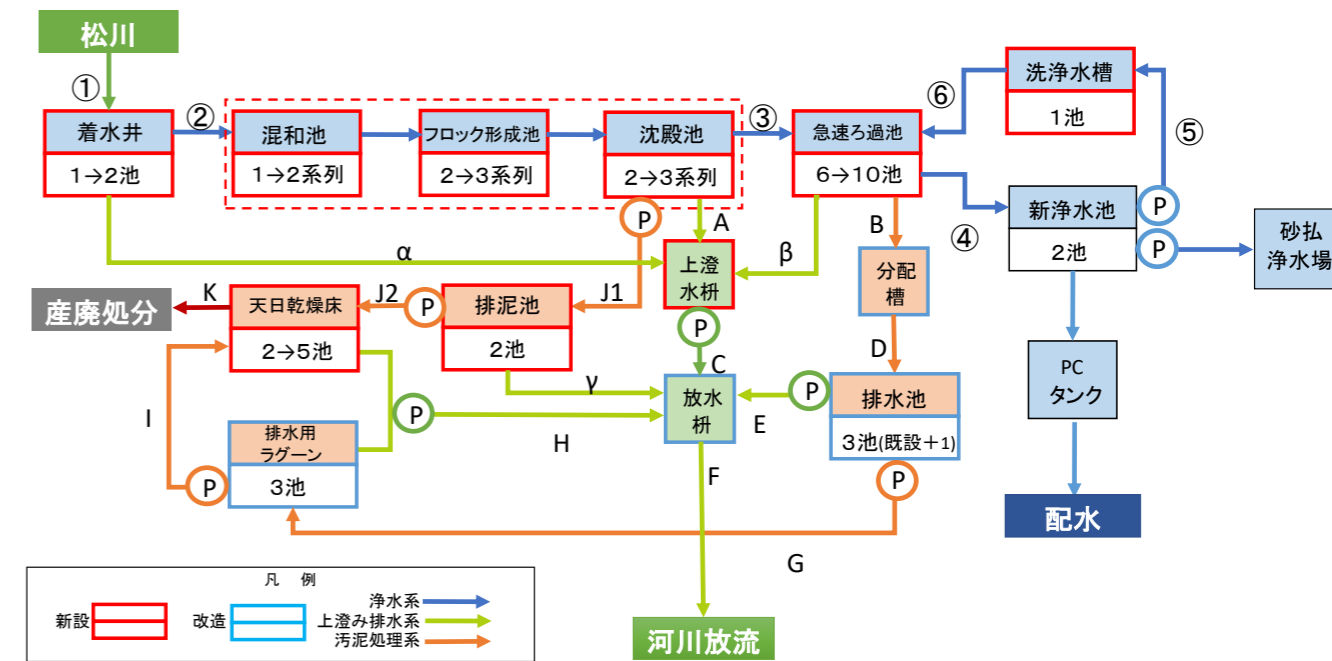 松川
①
着水井
1→2池
②
混和池
1→2系列
フロック形成池
2→3系列
沈殿池
2→3系列
③
急速ろ過池
6→10池
⑥
洗浄水槽
1池
⑤
④
新浄水池
2池
P
P
砂払
浄水場
P
A
B
α
β
上澄
水枡
分配
槽
産廃処分
K
天日乾燥床
2→5池
J2
P
排泥池
2池
J1
P
C
D
PC
タンク
γ
放水
枡
P
E
排水池
3池(既設+1)
I
P
H
排水用
ラグーン
3池
P
F
P
G
配水
河川放流
凡 例
新設
改造
浄水系
上澄み排水系
汚泥処理系